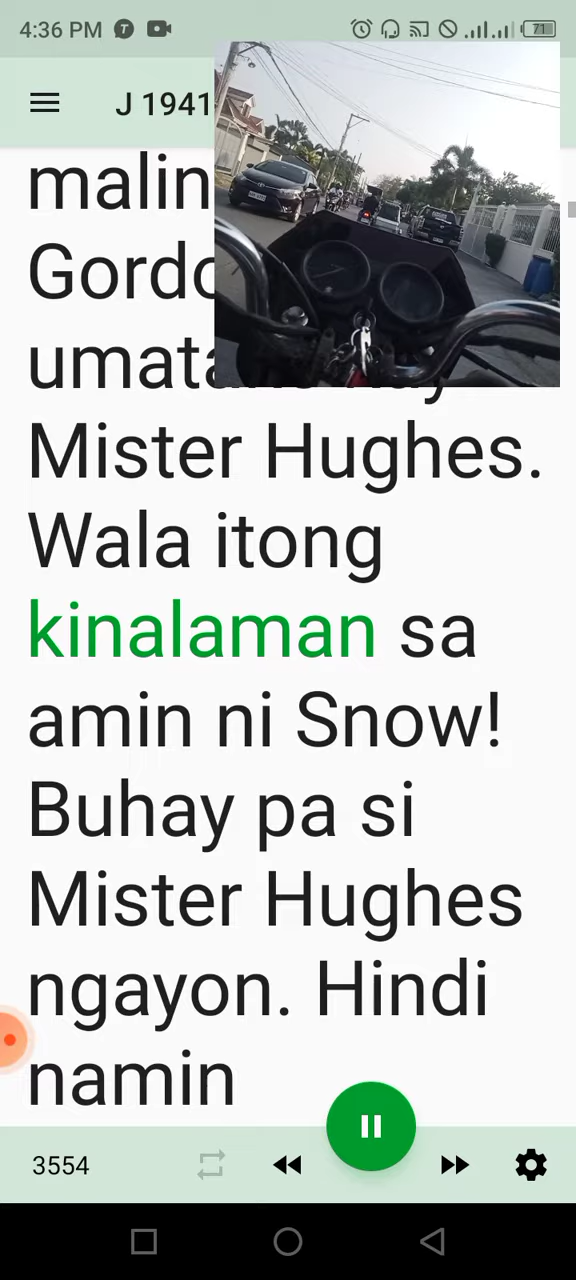 4:36 PM
71
J 1941
malin
Gordo
Mister Hughes.
Wala itong
kinalaman sa
amin ni Snow!
Buhay pa si
Mister Hughes
ngayon. Hindi
namin
3554